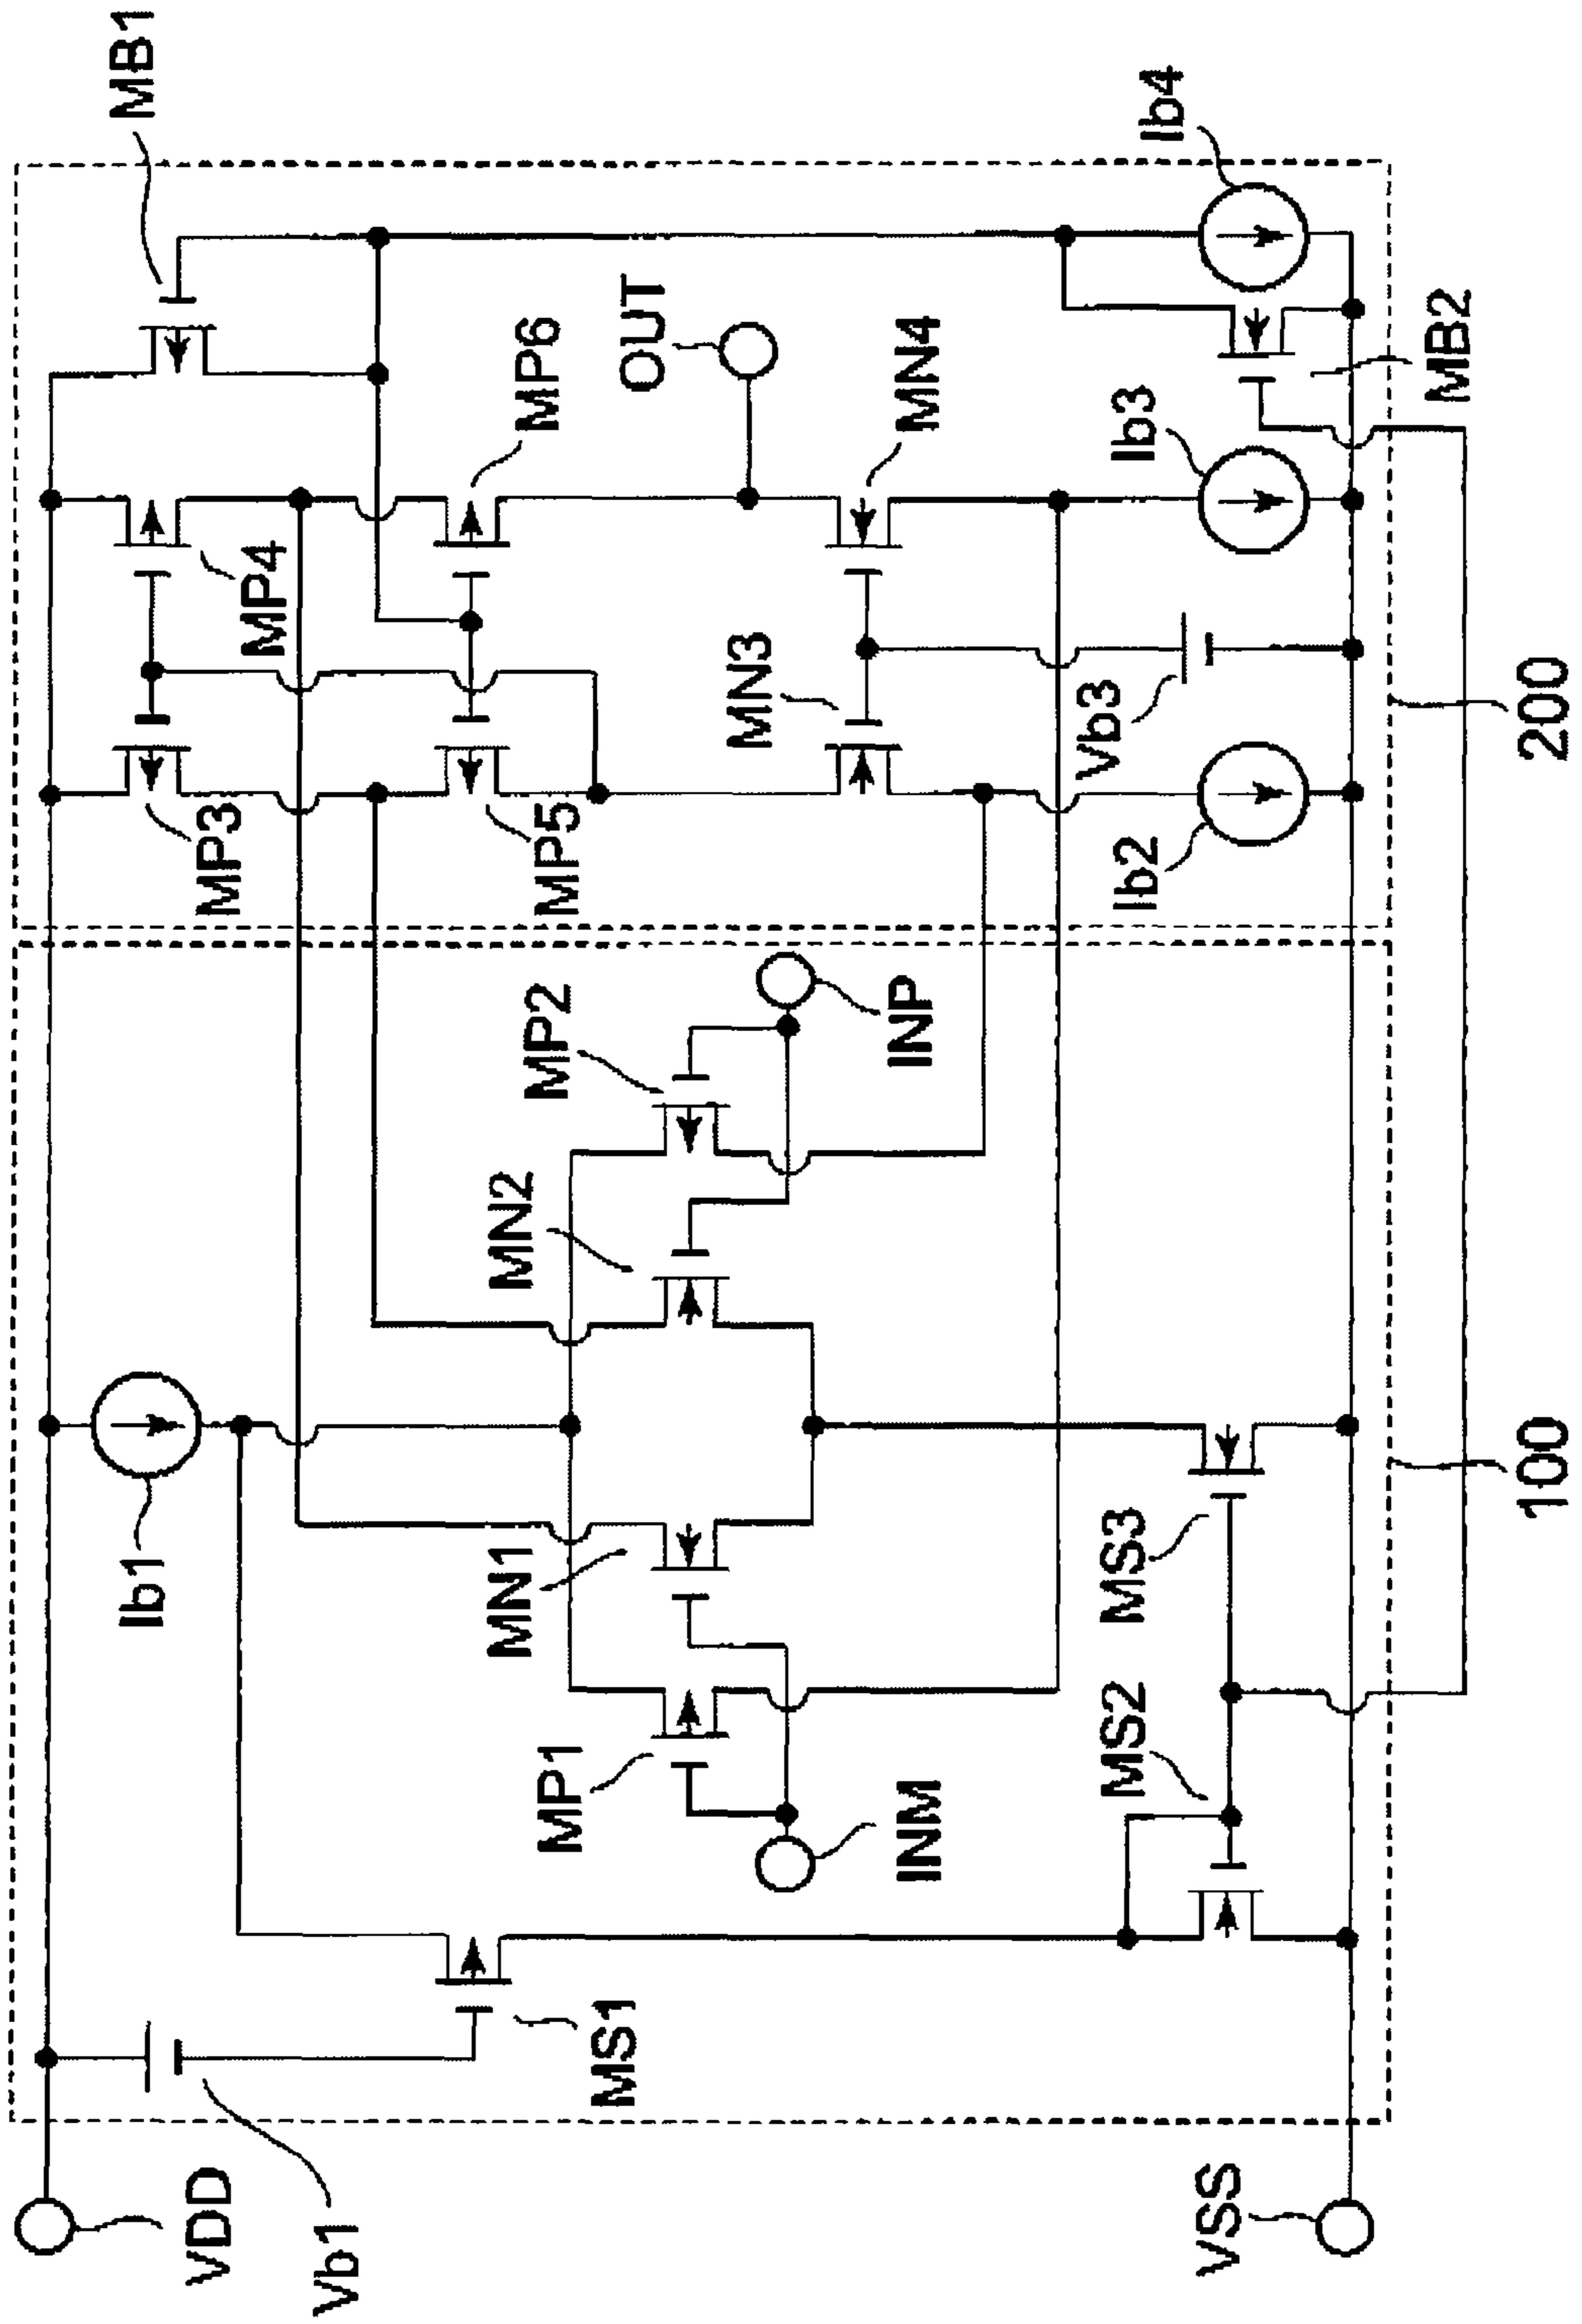 VDD
Vb1
MS1
VSS
Ib1
MP1
MN1
MN2
MP2
INM
INP
MS2
MS3
100
MP3
MP4
MB1
MP5
MP6
OUT
MN3
MN4
Ib2
Vb3
Ib3
Ib4
MB2
200